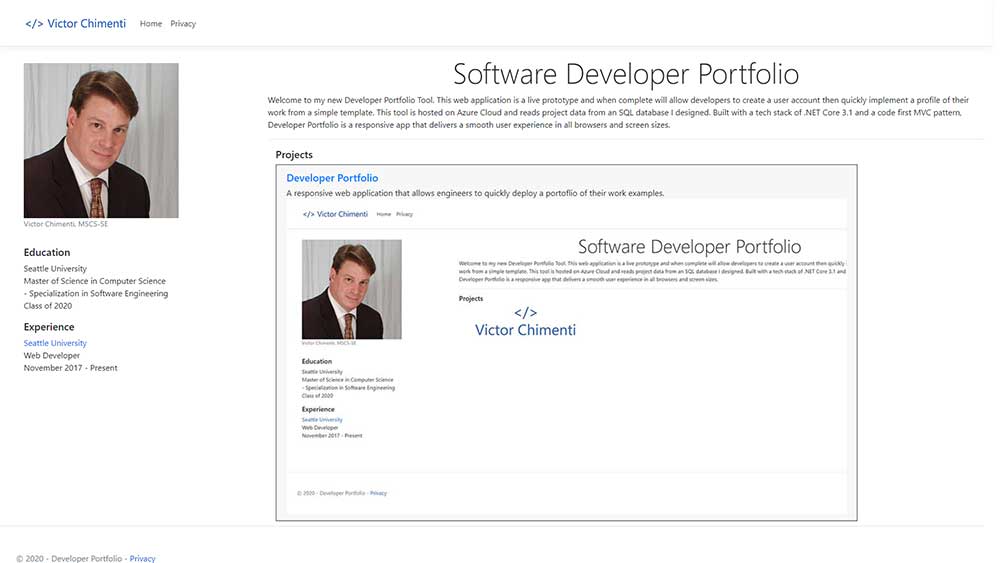 </> Victor Chimenti Home Privacy
Software Developer Portfolio
Welcome to my new Developer Portfolio Tool. This web application is a live prototype and when complete will allow developers to create a user account then quickly implement a profile of their
work from a simple template. This tool is hosted on Azure Cloud and reads project data from an SQL database I designed. Built with a tech stack of .NET Core 3.1 and a code first MVC pattern,
Developer Portfolio is a responsive app that delivers a smooth user experience in all browsers and screen sizes.
Victor Chimenti, MSCS-SE
Education
Seattle University
Master of Science in Computer Science
- Specialization in Software Engineering
Class of 2020
Experience
Seattle University
Web Developer
November 2017 - Present
Projects
Developer Portfolio
A responsive web application that allows engineers to quickly deploy a portoflio of their work examples.
</> Victor Chimenti Home Privacy
Software Developer Portfolio
Welcome to my new Developer Portfolio Tool. This web application is a live prototype and when complete will allow developers to create a user account then quickly
work from a simple template. This tool is hosted on Azure Cloud and reads project data from an SQL database I designed. Built with a tech stack of .NET Core 3.1 and
Developer Portfolio is a responsive app that delivers a smooth user experience in all browsers and screen sizes.
Victor Chimenti, MSCS-SE
Education
Seattle University
Master of Science in Computer Science
- Specialization in Software Engineering
Class of 2020
Experience
Seattle University
Web Developer
November 2017 - Present
Projects
</>
Victor Chimenti
© 2020 - Developer Portfolio - Privacy
© 2020 - Developer Portfolio - Privacy